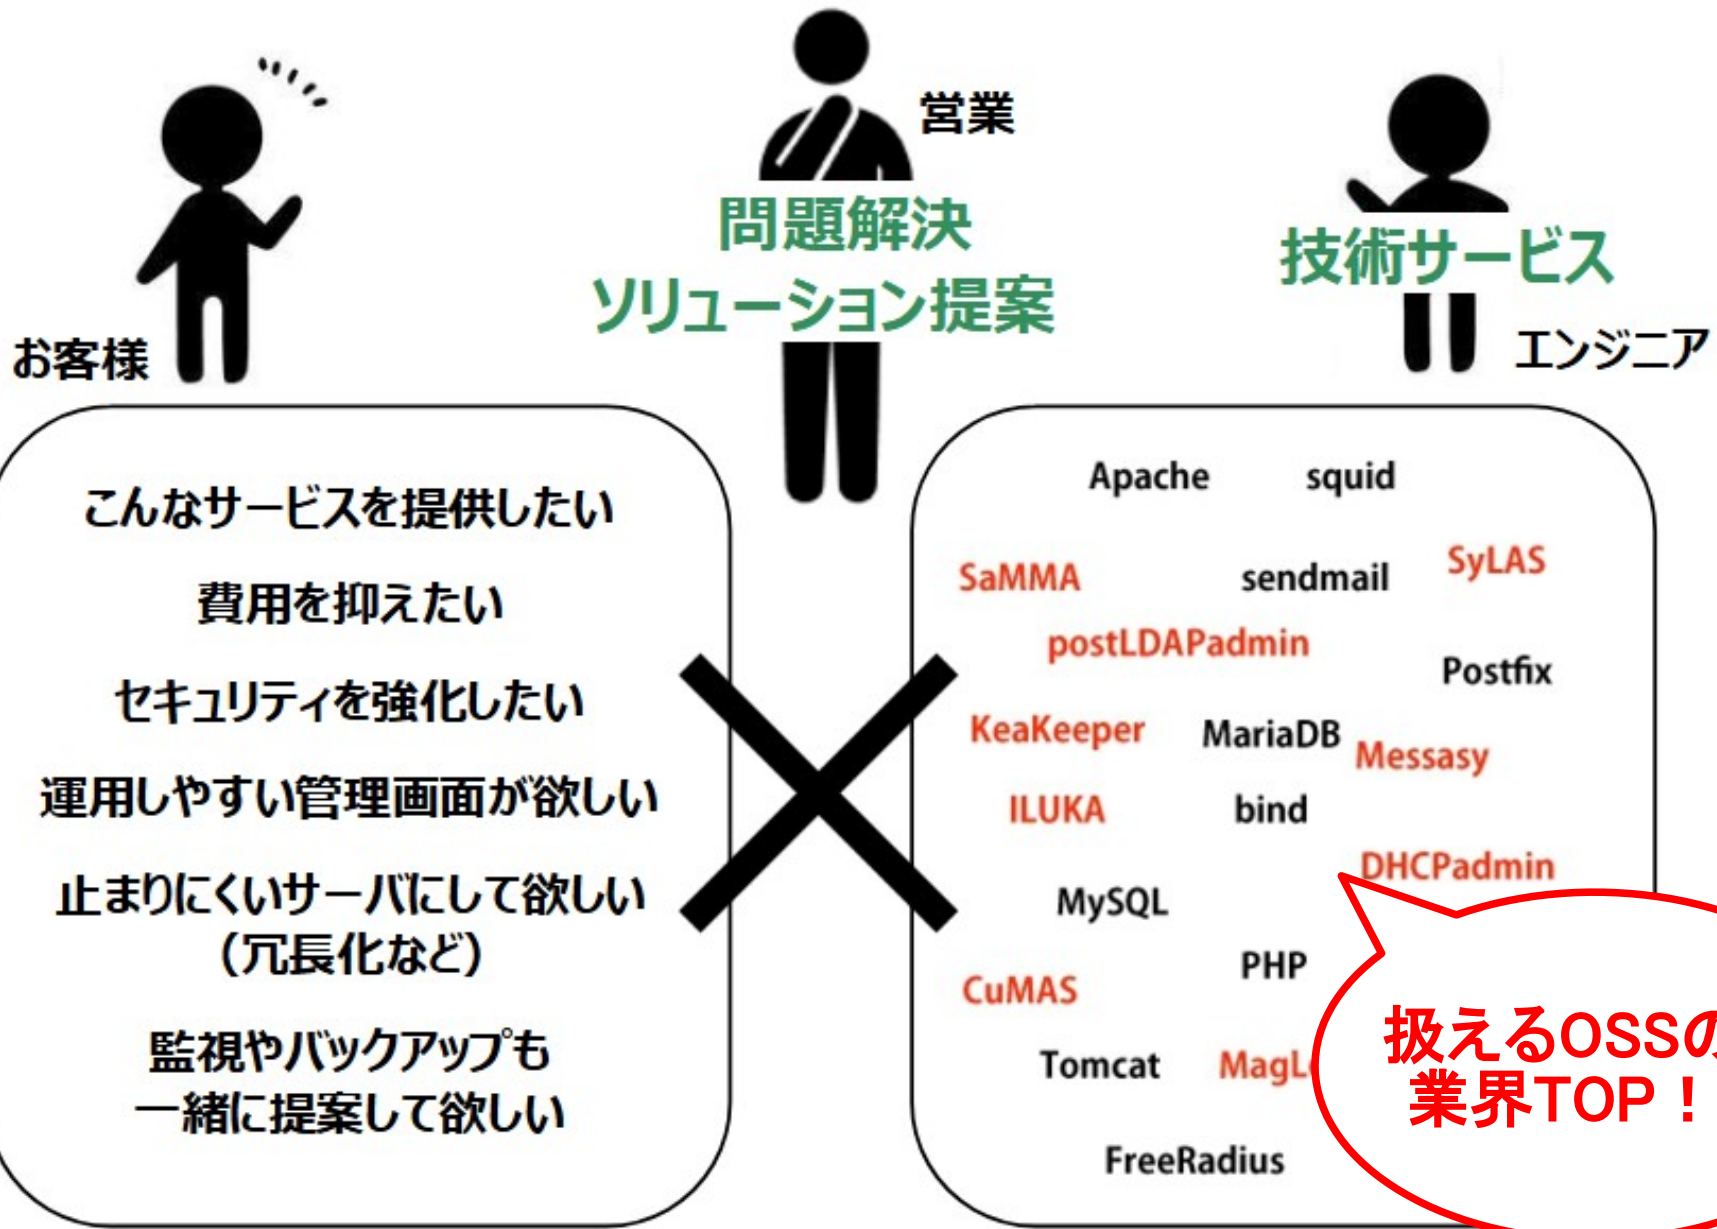 営業
問題解決
ソリューション提案
技術サービス
お客様
エンジニア
こんなサービスを提供したい
費用を抑えたい
セキュリティを強化したい
運用しやすい管理画面が欲しい
止まりにくいサーバにして欲しい
（冗長化など）
監視やバックアップも
一緒に提案して欲しい
Apache squid
SaMMA sendmail SyLAS
postLDAPadmin
Postfix
KeaKeeper MariaDB Messasy
ILUKA bind
DHCPadmin
MySQL
PHP
CuMAS
Tomcat
FreeRadius
扱えるOSSの
業界TOP！